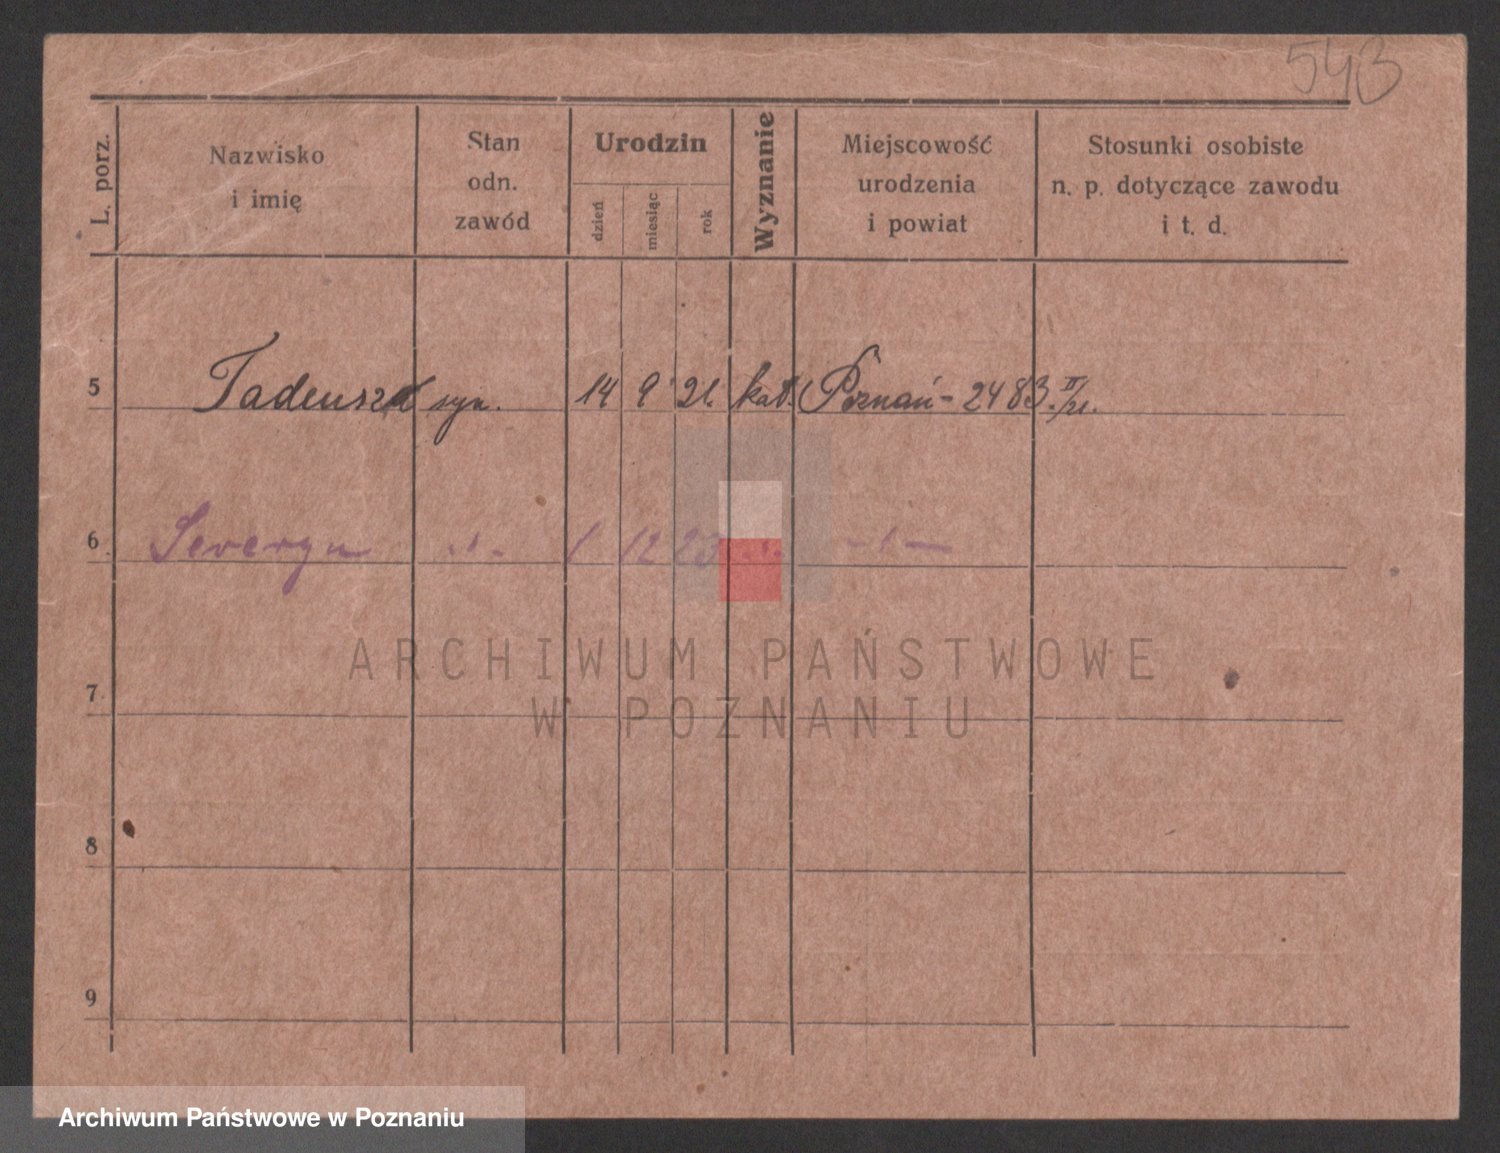 543
L. porz.
Nazwisko
i imię
Stan
odn.
zawód
Urodzin
dzień
miesiąc
rok
Wyznanie
Miejscowość
urodzenia
i powiat
Stosunki osobiste
n. p. dotyczące zawodu
i t. d.
5 Tadeusz syn. 14 9 21. kat. Poznań - 2483. II/21.
6 Seweryn -"- 1 12 23 -"- -"-
ARCHIWUM PAŃSTWOWE
W POZNANIU
7
8
9
Archiwum Państwowe w Poznaniu